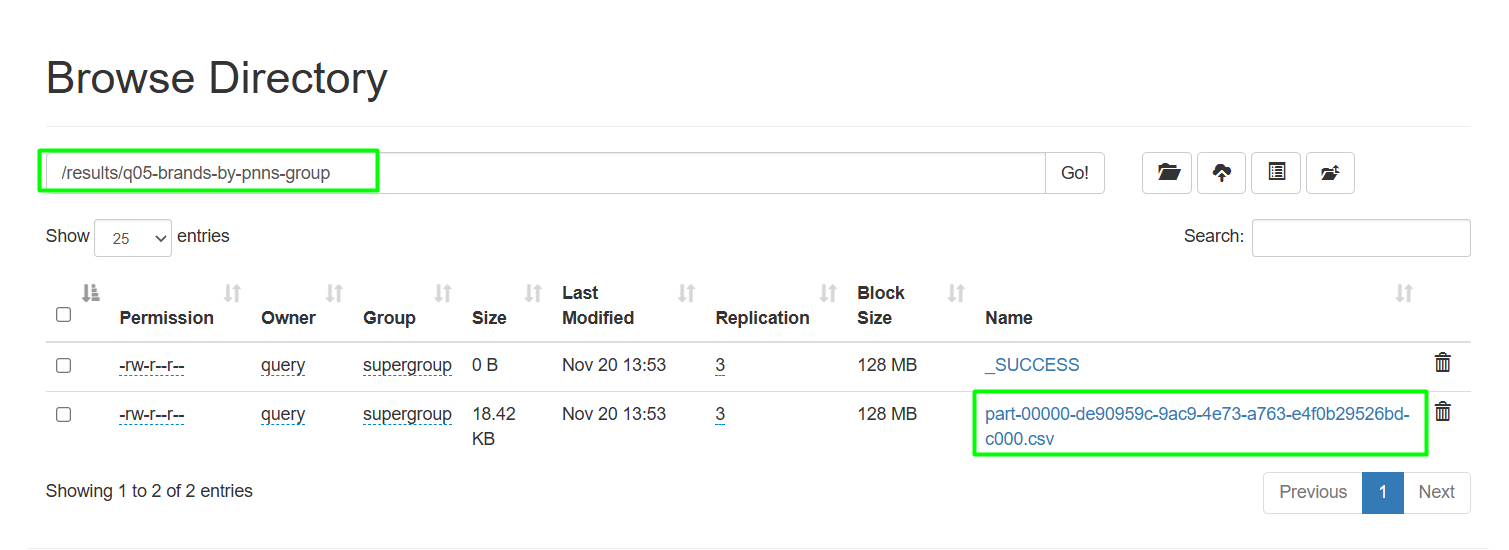 Browse Directory
/results/q05-brands-by-pnns-group
Go!
Show 25 entries
Search:
Permission Owner Group Size Last Modified Replication Block Size Name
-rw-r--r-- query supergroup 0 B Nov 20 13:53 3 128 MB _SUCCESS
-rw-r--r-- query supergroup 18.42 KB Nov 20 13:53 3 128 MB part-00000-de90959c-9ac9-4e73-a763-e4f0b29526bd-c000.csv
Showing 1 to 2 of 2 entries
Previous 1 Next